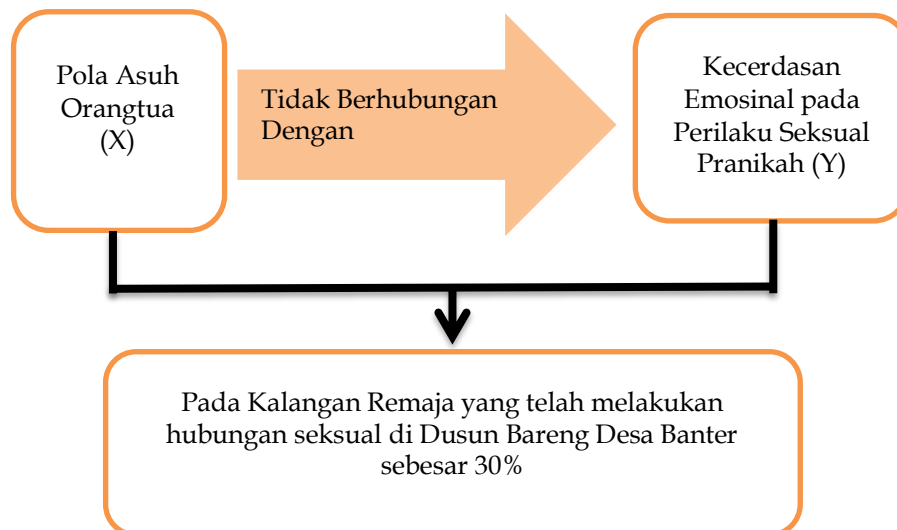 Pola Asuh
Orangtua
(X)
Tidak Berhubungan
Dengan
Kecerdasan
Emosinal pada
Perilaku Seksual
Pranikah (Y)
Pada Kalangan Remaja yang telah melakukan
hubungan seksual di Dusun Bareng Desa Banter
sebesar 30%